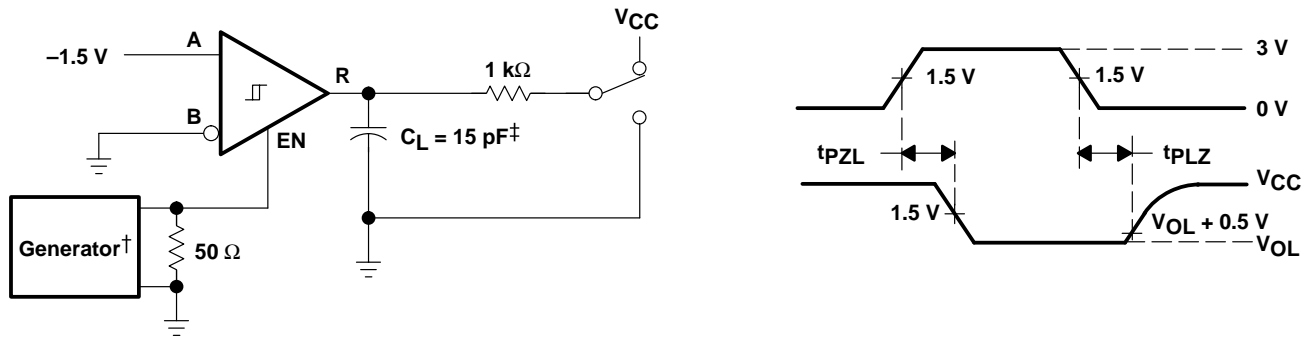 VCC
–1.5 V
A
R
1 kΩ
B
EN
CL = 15 pF‡
Generator†
50 Ω
3 V
1.5 V
1.5 V
0 V
tPZL
tPLZ
VCC
1.5 V
VOL + 0.5 V
VOL